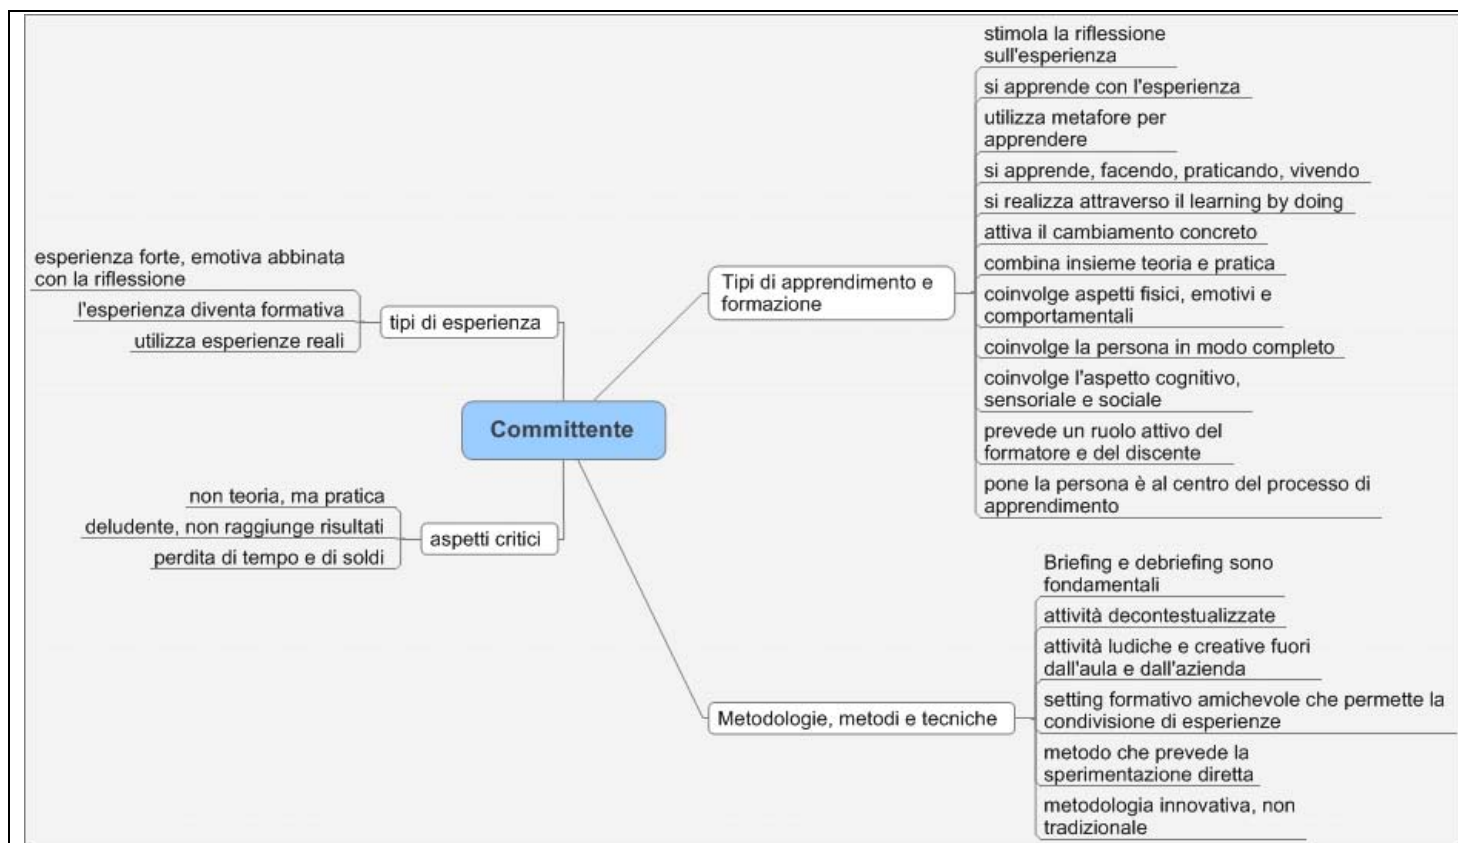 esperienza forte, emotiva abbinata
con la riflessione
l'esperienza diventa formativa
utilizza esperienze reali
tipi di esperienza
Committente
non teoria, ma pratica
deludente, non raggiunge risultati
perdita di tempo e di soldi
aspetti critici
Tipi di apprendimento e
formazione
stimola la riflessione
sull'esperienza
si apprende con l'esperienza
utilizza metafore per
apprendere
si apprende, facendo, praticando, vivendo
si realizza attraverso il learning by doing
attiva il cambiamento concreto
combina insieme teoria e pratica
coinvolge aspetti fisici, emotivi e
comportamentali
coinvolge la persona in modo completo
coinvolge l'aspetto cognitivo,
sensoriale e sociale
prevede un ruolo attivo del
formatore e del discente
pone la persona è al centro del processo di
apprendimento
Metodologie, metodi e tecniche
Briefing e debriefing sono
fondamentali
attività decontestualizzate
attività ludiche e creative fuori
dall'aula e dall'azienda
setting formativo amichevole che permette la
condivisione di esperienze
metodo che prevede la
sperimentazione diretta
metodologia innovativa, non
tradizionale